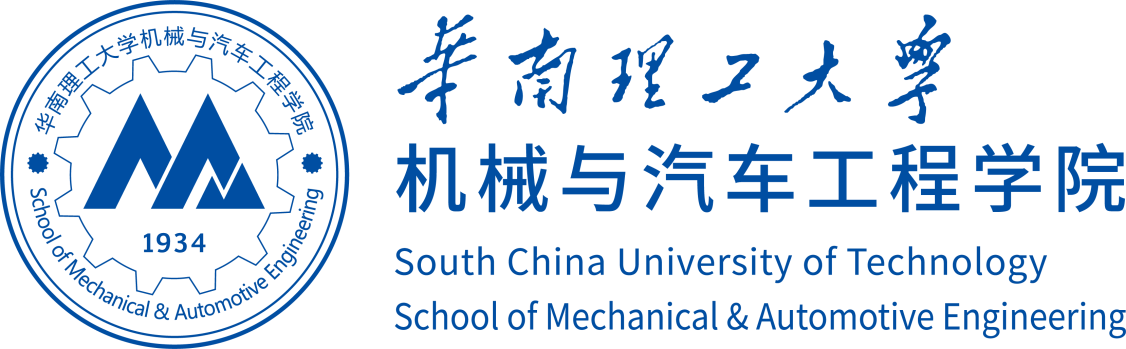 华南理工大学机械与汽车工程学院
1934
School of Mechanical & Automotive Engineering
華南理工大學
机械与汽车工程学院
South China University of Technology
School of Mechanical & Automotive Engineering